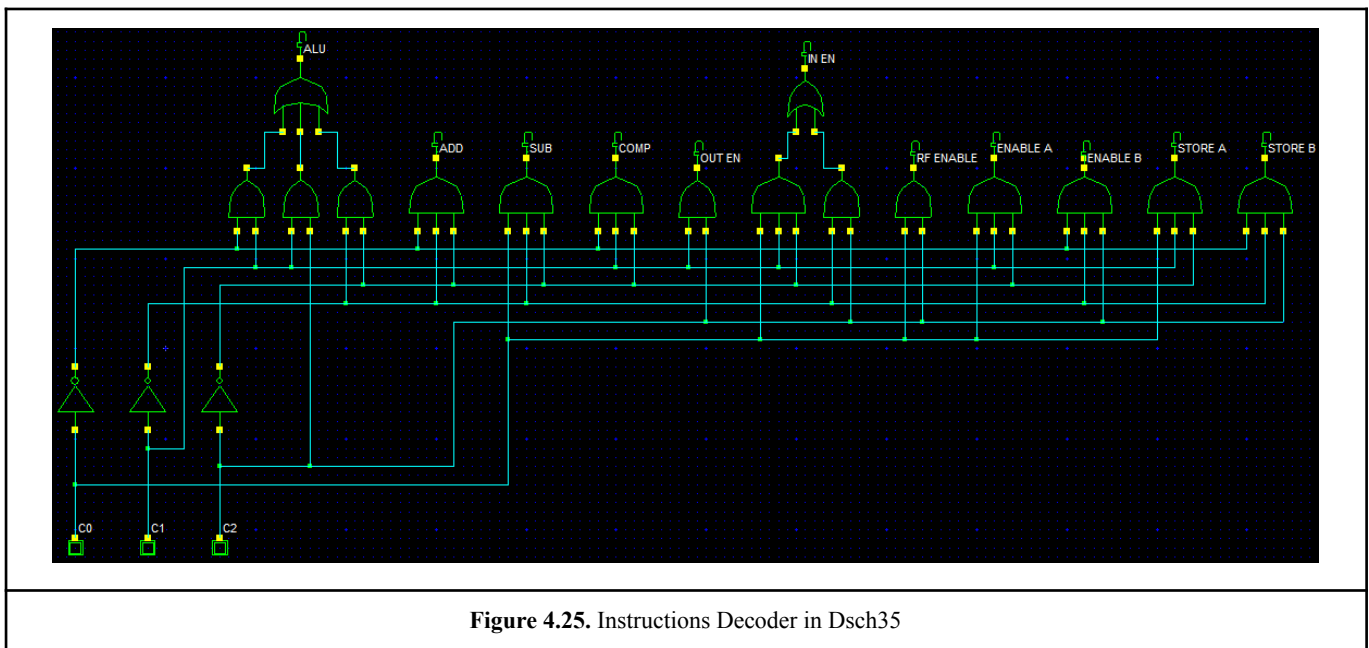 ALU
IN EN
ADD
SUB
COMP
OUT EN
RF ENABLE
ENABLE A
ENABLE B
STORE A
STORE B
C0
C1
C2
Figure 4.25. Instructions Decoder in Dsch35